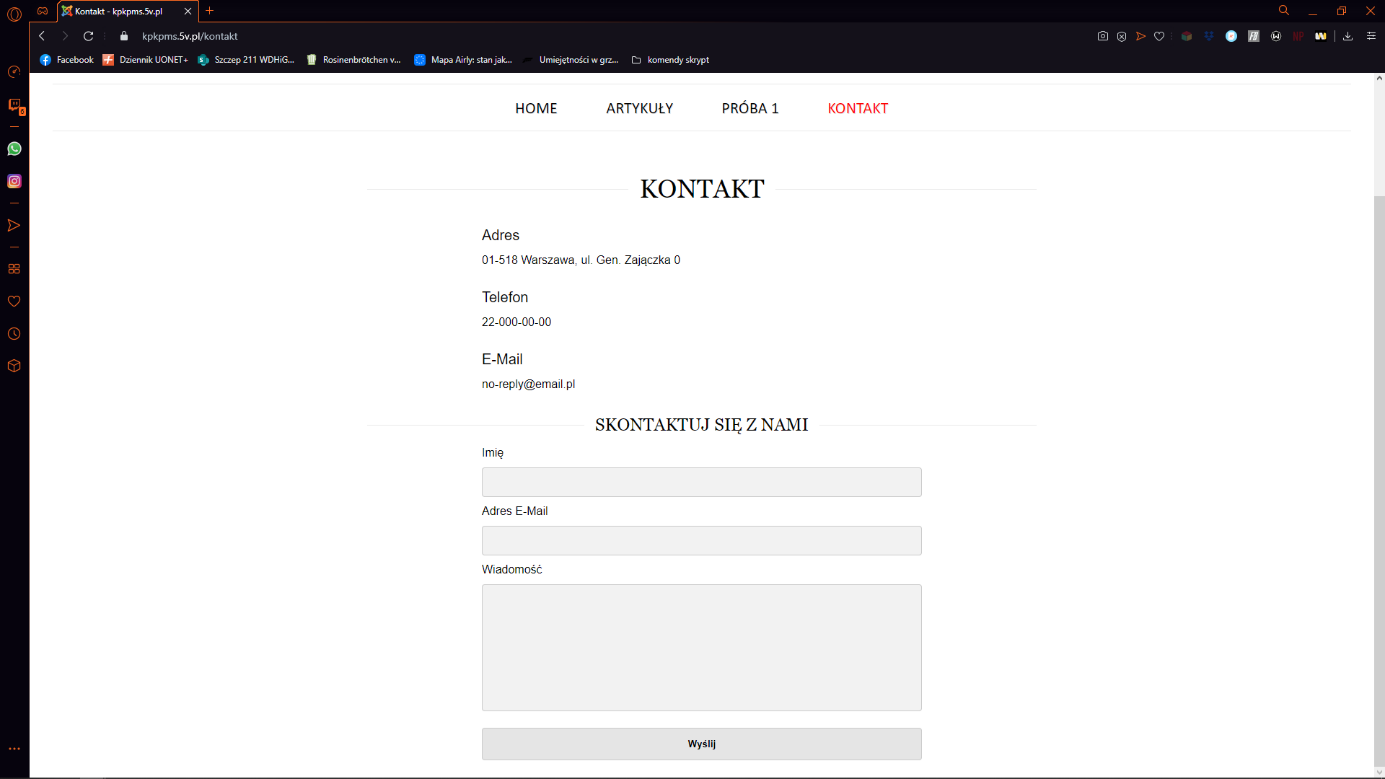 Kontakt - kpkpms.5v.pl
kpkpms.5v.pl/kontakt
Facebook Dziennik UONET+ Szczep 211 WDHiG... Rosinenbrötchen v... Mapa Airly: stan jak... Umiejętności w grz... komendy skrypt
HOME ARTYKUŁY PRÓBA 1 KONTAKT
KONTAKT
Adres
01-518 Warszawa, ul. Gen. Zajączka 0
Telefon
22-000-00-00
E-Mail
no-reply@email.pl
SKONTAKTUJ SIĘ Z NAMI
Imię
Adres E-Mail
Wiadomość
Wyślij